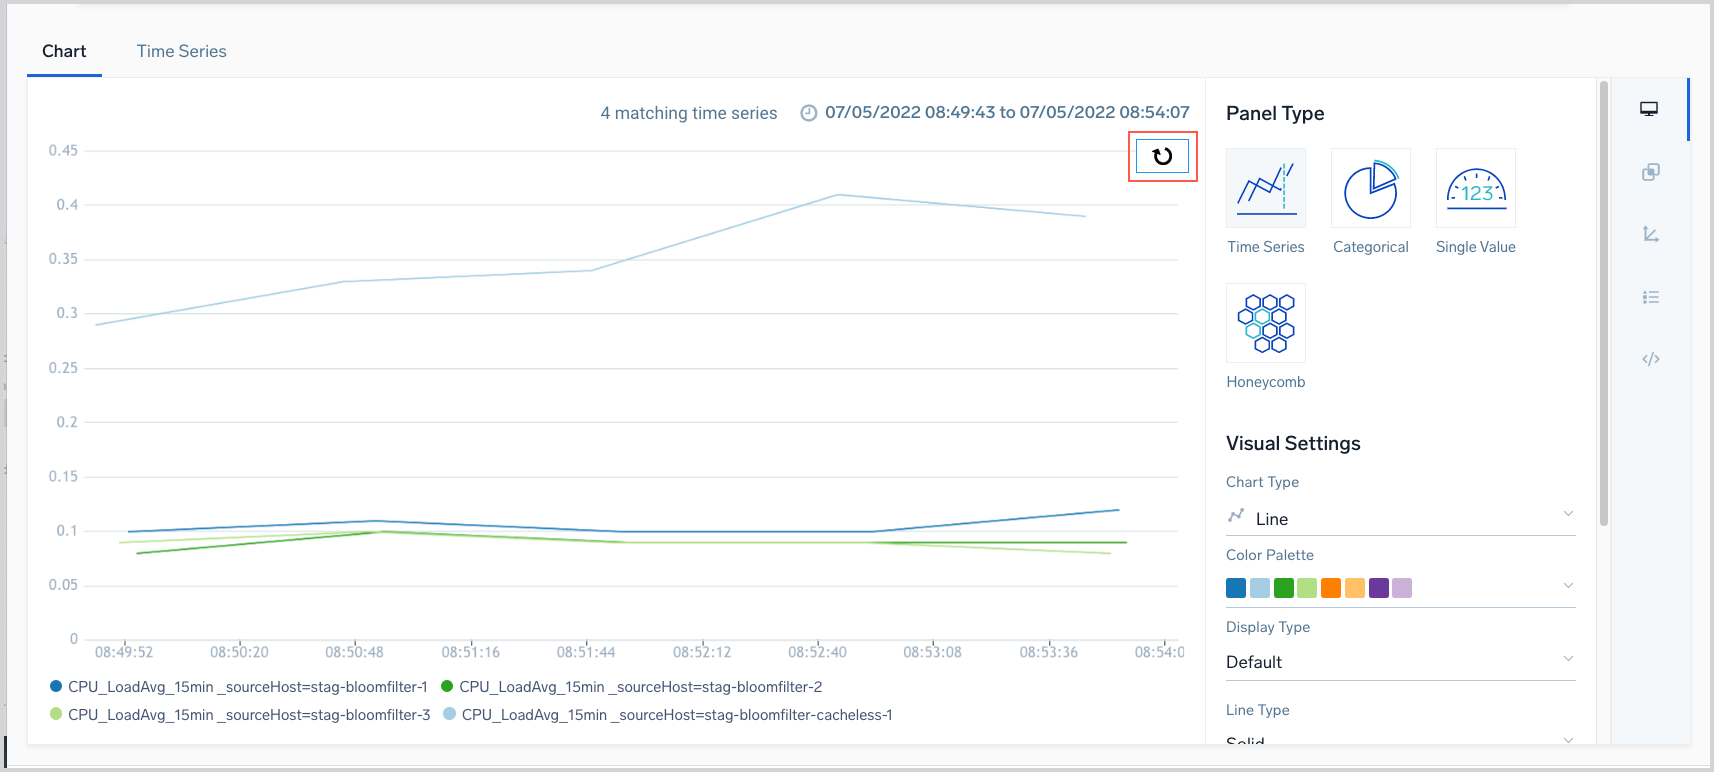 Chart Time Series
4 matching time series 07/05/2022 08:49:43 to 07/05/2022 08:54:07
0.45
0.4
0.35
0.3
0.25
0.2
0.15
0.1
0.05
0
08:49:52 08:50:20 08:50:48 08:51:16 08:51:44 08:52:12 08:52:40 08:53:08 08:53:36 08:54:0
CPU_LoadAvg_15min _sourceHost=stag-bloomfilter-1 CPU_LoadAvg_15min _sourceHost=stag-bloomfilter-2
CPU_LoadAvg_15min _sourceHost=stag-bloomfilter-3 CPU_LoadAvg_15min _sourceHost=stag-bloomfilter-cacheless-1
Panel Type
123
Time Series Categorical Single Value
Honeycomb
Visual Settings
Chart Type
Line
Color Palette
Display Type
Default
Line Type
Solid